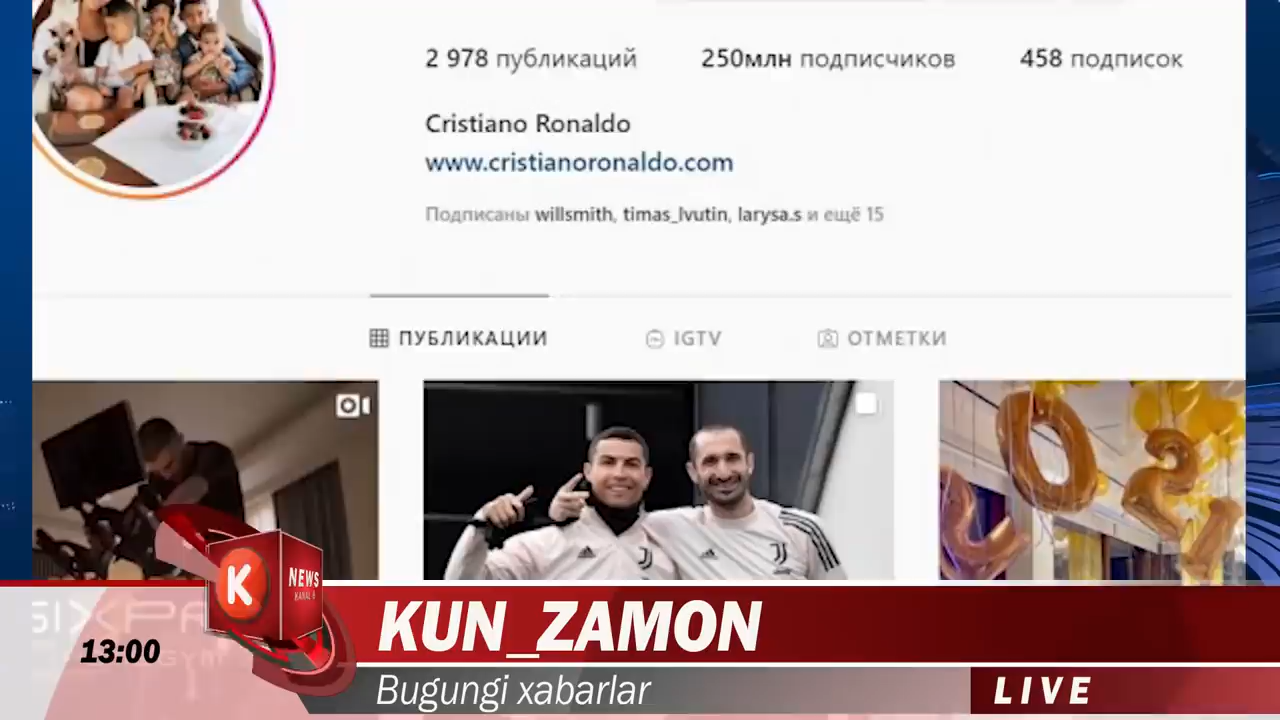 2 978 публикаций 250млн подписчиков 458 подписок
Cristiano Ronaldo
www.cristianoronaldo.com
Подписаны willsmith, timas_lvutin, larysa.s и ещё 15
ПУБЛИКАЦИИ IGTV ОТМЕТКИ
K NEWS
KUN_ZAMON
13:00
Bugungi xabarlar
LIVE